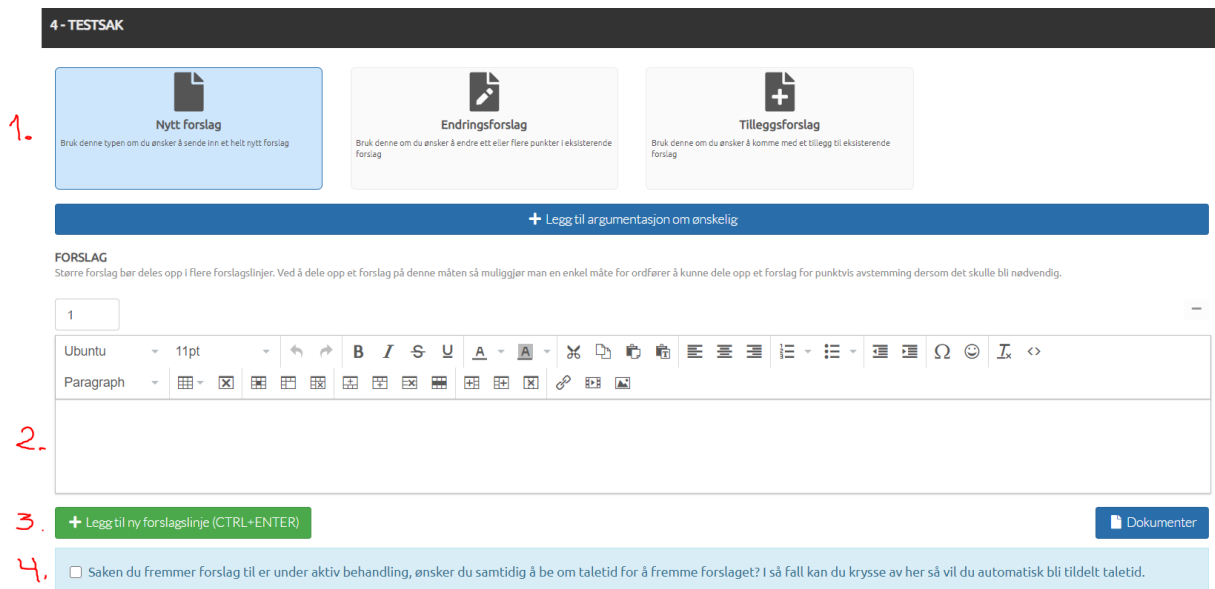 4 - TESTSAK
1.
Nytt forslag
Bruk denne typen om du ønsker å sende inn et helt nytt forslag
Endringsforslag
Bruk denne om du ønsker å endre ett eller flere punkter i eksisterende
forslag
Tilleggsforslag
Bruk denne om du ønsker å komme med et tillegg til eksisterende
forslag
Legg til argumentasjon om ønskelig
FORSLAG
Større forslag bør deles opp i flere forslagslinjer. Ved å dele opp et forslag på denne måten så muliggjør man en enkel måte for ordfører å kunne dele opp et forslag for punktvis avstemming dersom det skulle bli nødvendig.
1
Ubuntu 11pt
Paragraph
2.
3. Legg til ny forslagslinje (CTRL+ENTER) Dokumenter
4. Saken du fremmer forslag til er under aktiv behandling, ønsker du samtidig å be om taletid for å fremme forslaget? I så fall kan du krysse av her så vil du automatisk bli tildelt taletid.